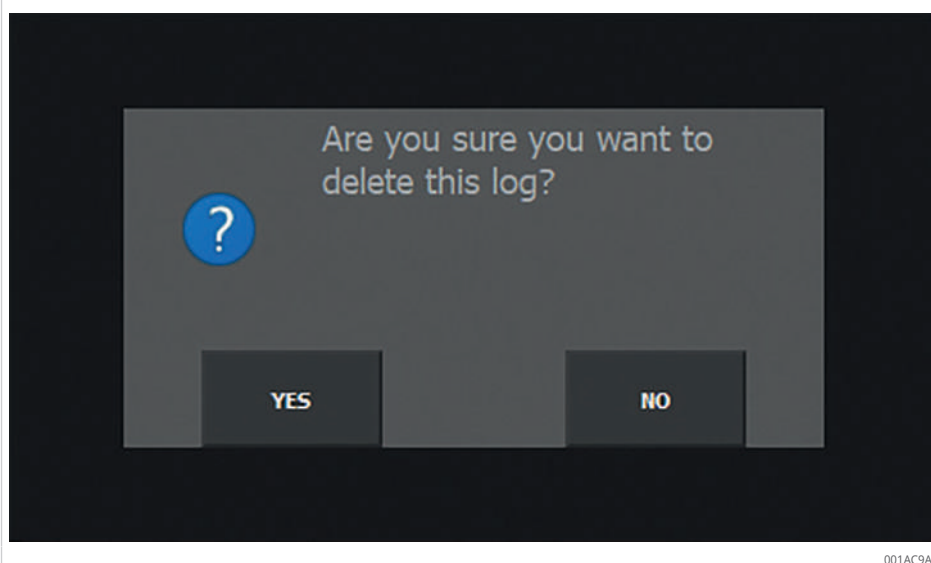 Are you sure you want to
delete this log?
?
YES
NO
001AC9A